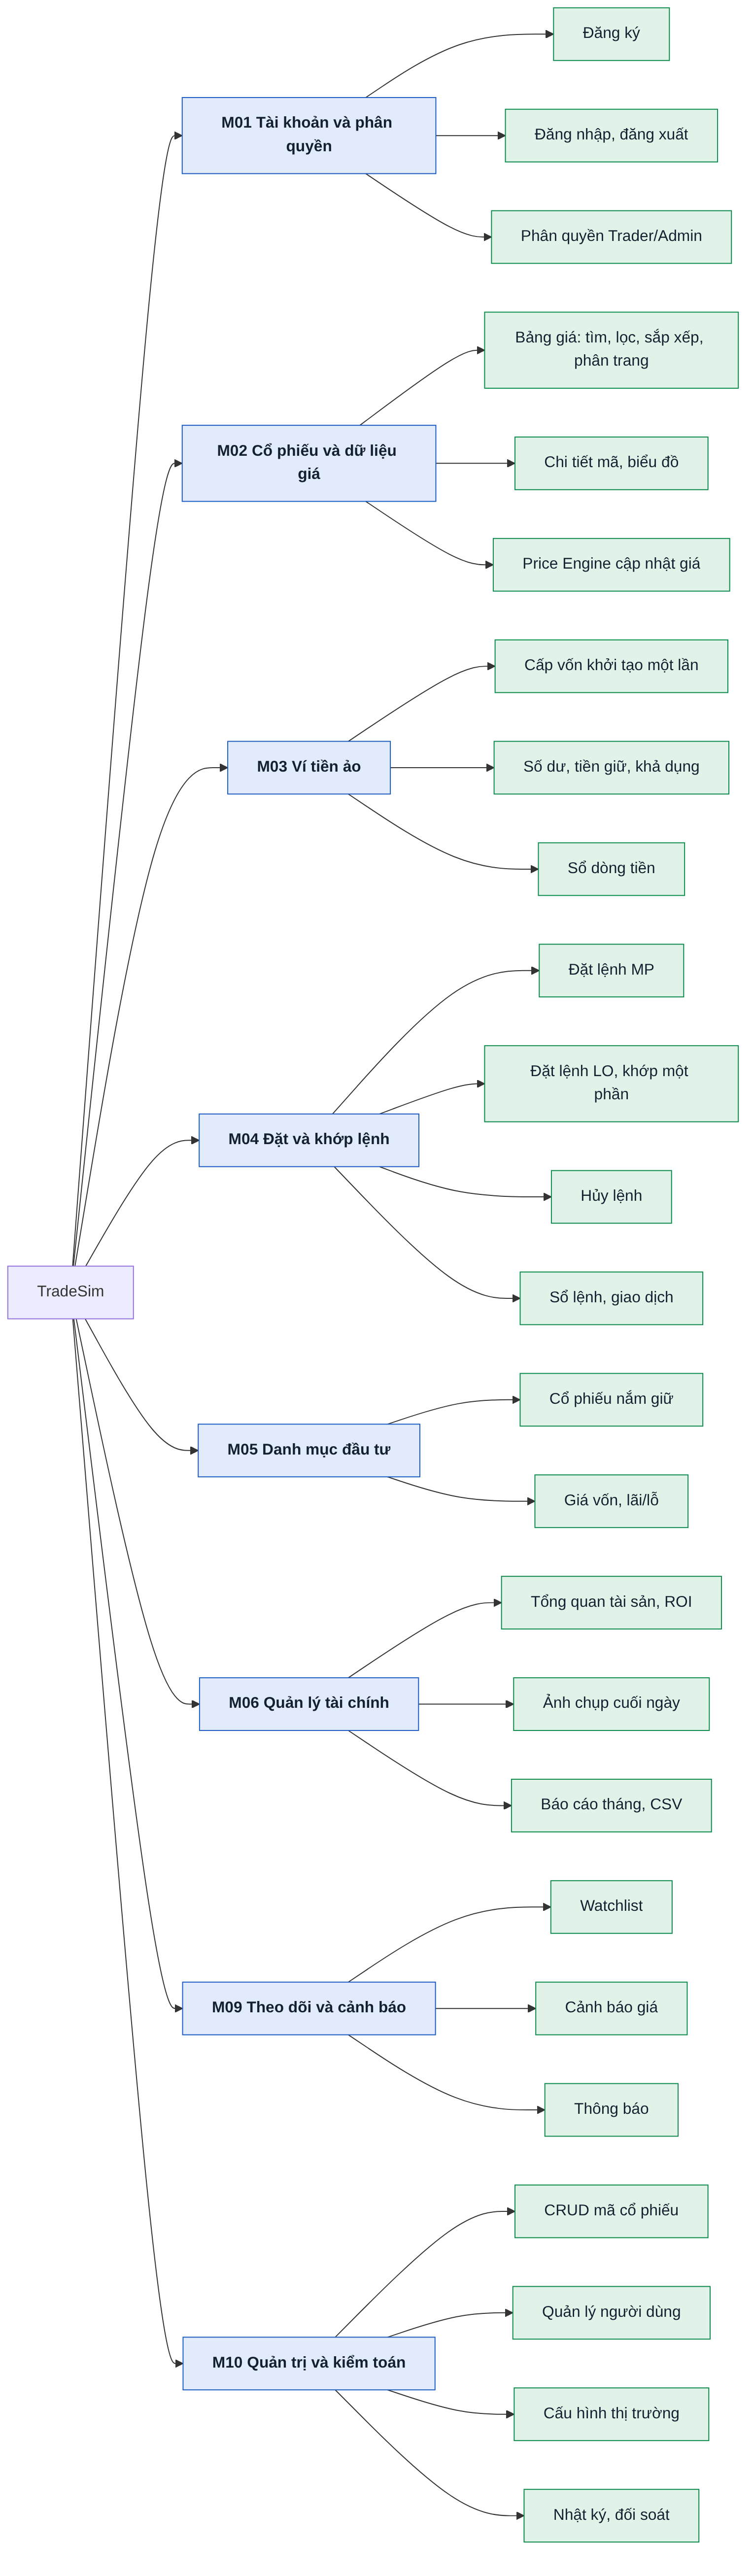 TradeSim
M01 Tài khoản và phân
quyền
Đăng ký
Đăng nhập, đăng xuất
Phân quyền Trader/Admin
M02 Cổ phiếu và dữ liệu
giá
Bảng giá: tìm, lọc, sắp xếp,
phân trang
Chi tiết mã, biểu đồ
Price Engine cập nhật giá
M03 Ví tiền ảo
Cấp vốn khởi tạo một lần
Số dư, tiền giữ, khả dụng
Sổ dòng tiền
M04 Đặt và khớp lệnh
Đặt lệnh MP
Đặt lệnh LO, khớp một
phần
Hủy lệnh
Sổ lệnh, giao dịch
M05 Danh mục đầu tư
Cổ phiếu nắm giữ
Giá vốn, lãi/lỗ
M06 Quản lý tài chính
Tổng quan tài sản, ROI
Ảnh chụp cuối ngày
Báo cáo tháng, CSV
M09 Theo dõi và cảnh báo
Watchlist
Cảnh báo giá
Thông báo
M10 Quản trị và kiểm toán
CRUD mã cổ phiếu
Quản lý người dùng
Cấu hình thị trường
Nhật ký, đối soát